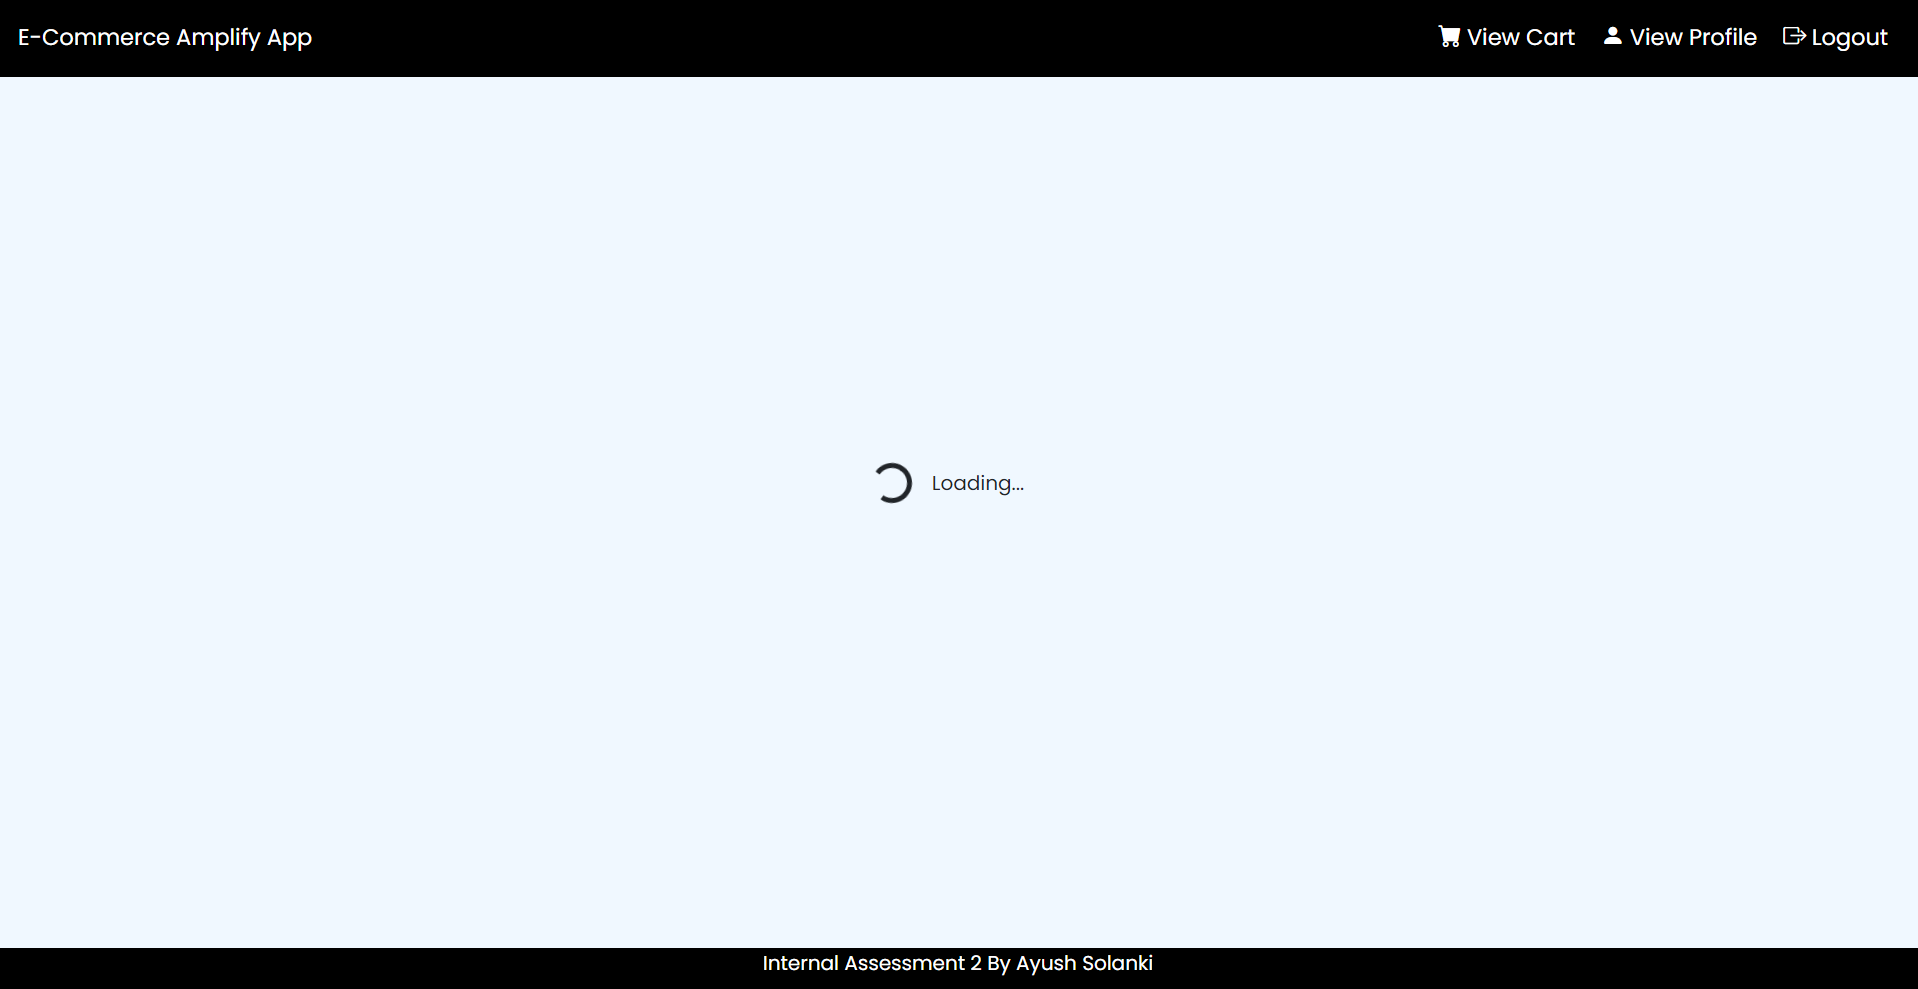 E-Commerce Amplify App
View Cart
View Profile
Logout
Loading...
Internal Assessment 2 By Ayush Solanki